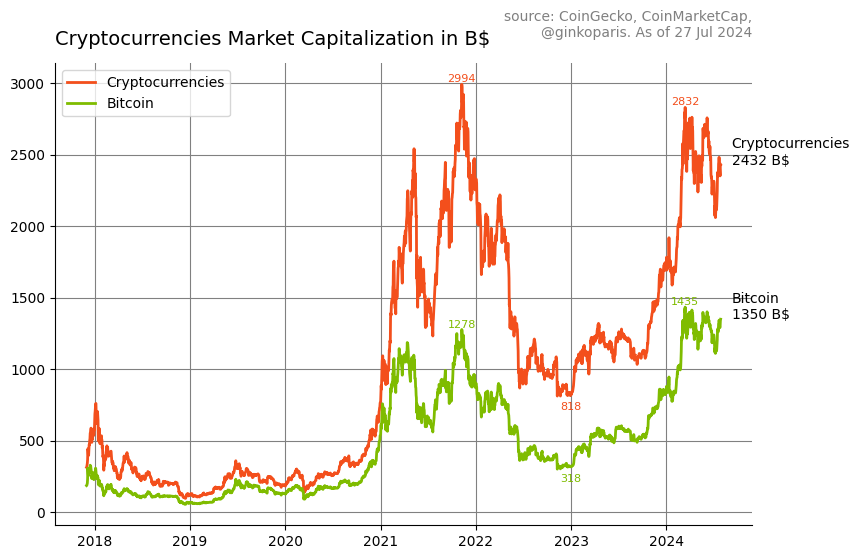 source: CoinGecko, CoinMarketCap,
@ginkoparis. As of 27 Jul 2024
Cryptocurrencies Market Capitalization in B$
Cryptocurrencies
Bitcoin
3000
2500
2000
1500
1000
500
0
2994
2832
1278
1435
818
318
Cryptocurrencies
2432 B$
Bitcoin
1350 B$
2018 2019 2020 2021 2022 2023 2024